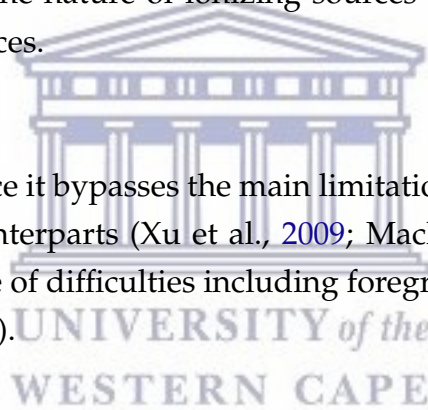 the nature of ionizing sources
ces.
ce it bypasses the main limitatio
nterparts (Xu et al., 2009; Mac
e of difficulties including foreg
).
UNIVERSITY of the
WESTERN CAPE